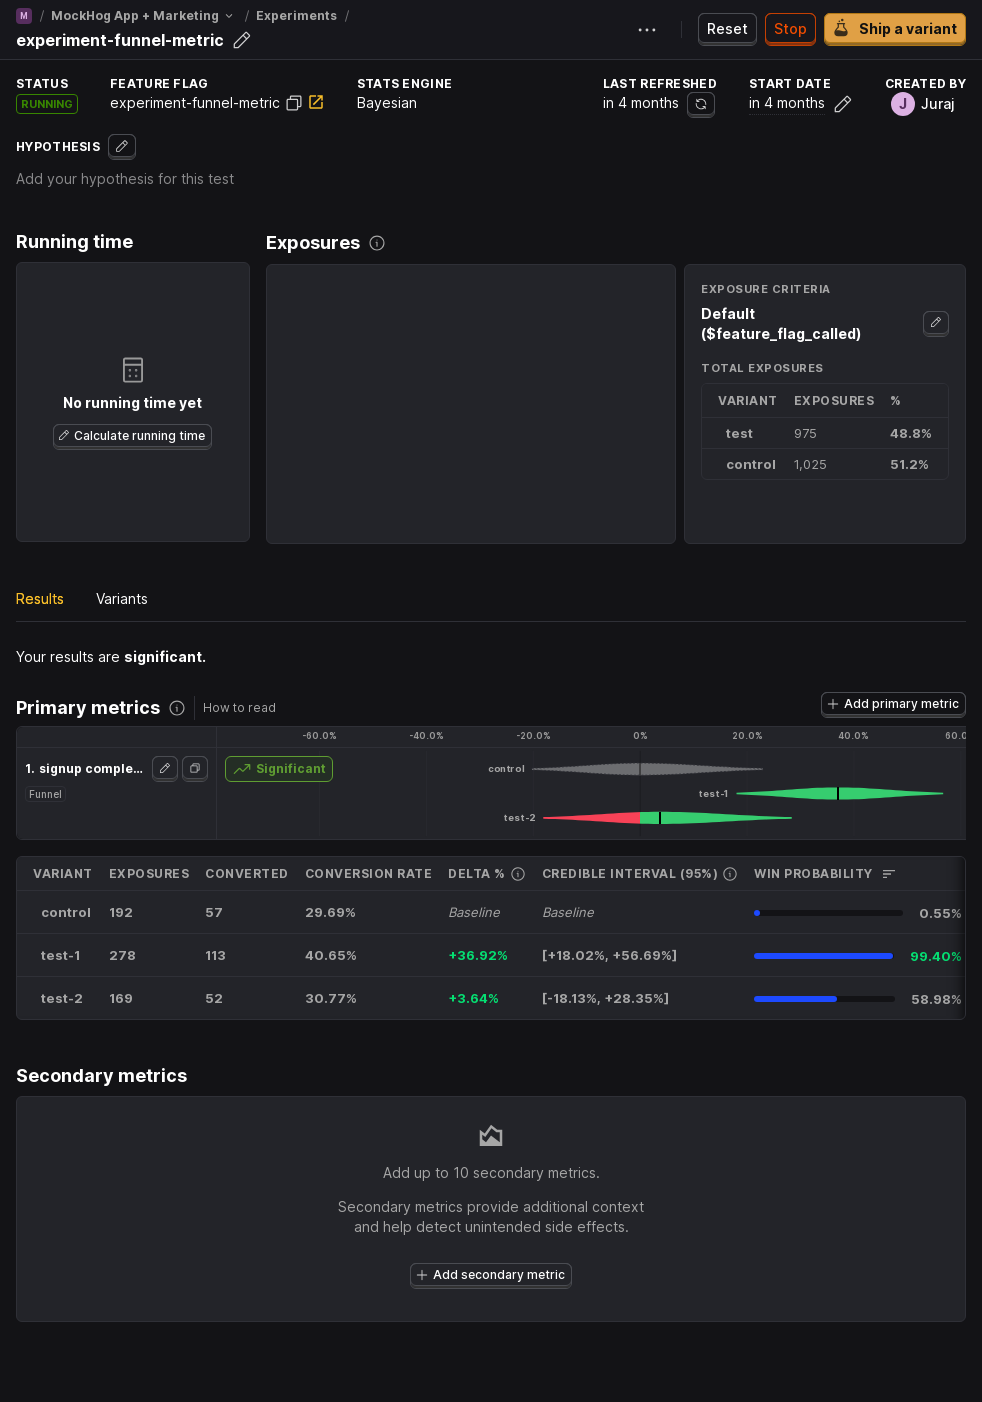 M / MockHog App + Marketing / Experiments /
experiment-funnel-metric
Reset Stop Ship a variant
STATUS FEATURE FLAG STATS ENGINE LAST REFRESHED START DATE CREATED BY
RUNNING experiment-funnel-metric Bayesian in 4 months in 4 months J Juraj
HYPOTHESIS
Add your hypothesis for this test
Running time
No running time yet
Calculate running time
Exposures
EXPOSURE CRITERIA
Default
($feature_flag_called)
TOTAL EXPOSURES
VARIANT EXPOSURES %
test 975 48.8%
control 1,025 51.2%
Results Variants
Your results are significant.
Primary metrics How to read Add primary metric
-60.0% -40.0% -20.0% 0% 20.0% 40.0% 60.0
1. signup comple... Significant
Funnel
control
test-1
test-2
VARIANT EXPOSURES CONVERTED CONVERSION RATE DELTA % CREDIBLE INTERVAL (95%) WIN PROBABILITY
control 192 57 29.69% Baseline Baseline 0.55%
test-1 278 113 40.65% +36.92% [+18.02%, +56.69%] 99.40%
test-2 169 52 30.77% +3.64% [-18.13%, +28.35%] 58.98%
Secondary metrics
Add up to 10 secondary metrics.
Secondary metrics provide additional context
and help detect unintended side effects.
Add secondary metric